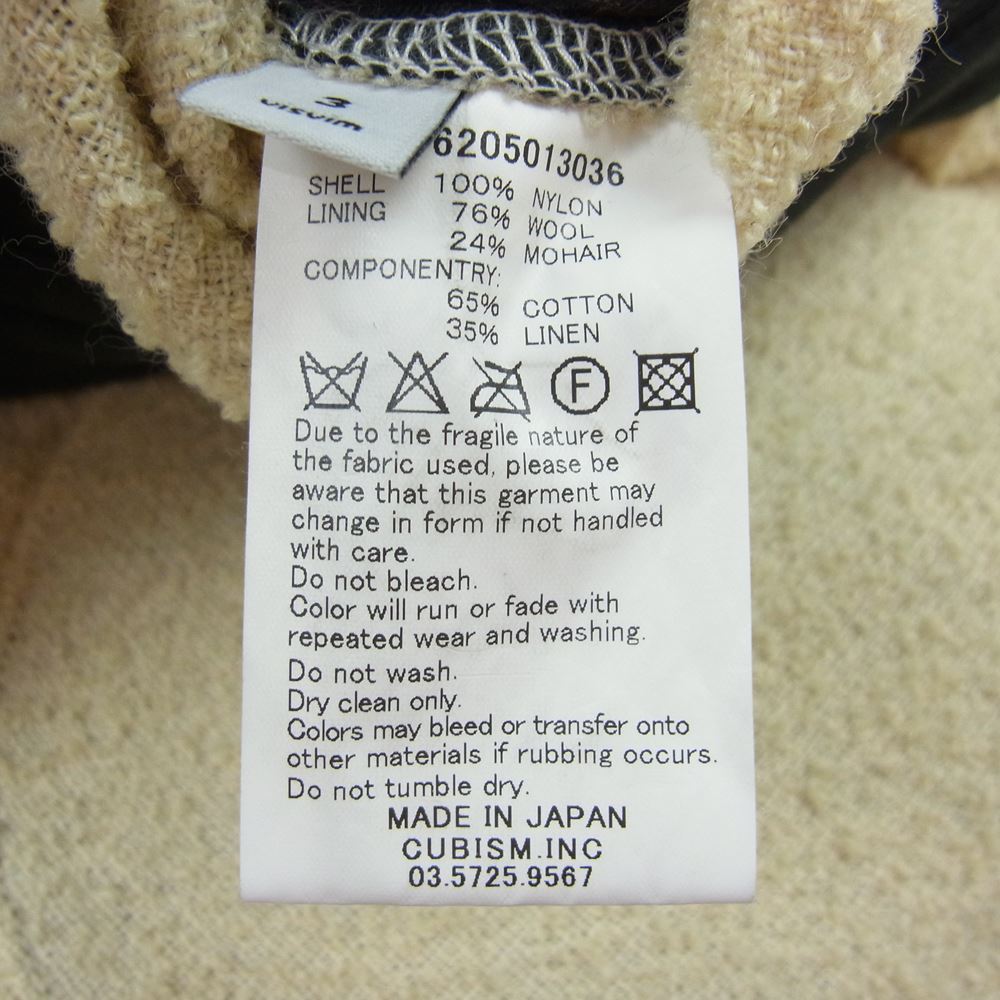 3
visvim
6205013036
SHELL 100% NYLON
LINING 76% WOOL
24% MOHAIR
COMPONENTRY:
65% COTTON
35% LINEN
F
Due to the fragile nature of
the fabric used, please be
aware that this garment may
change in form if not handled
with care.
Do not bleach.
Color will run or fade with
repeated wear and washing.
Do not wash.
Dry clean only.
Colors may bleed or transfer onto
other materials if rubbing occurs.
Do not tumble dry.
MADE IN JAPAN
CUBISM.INC
03.5725.9567